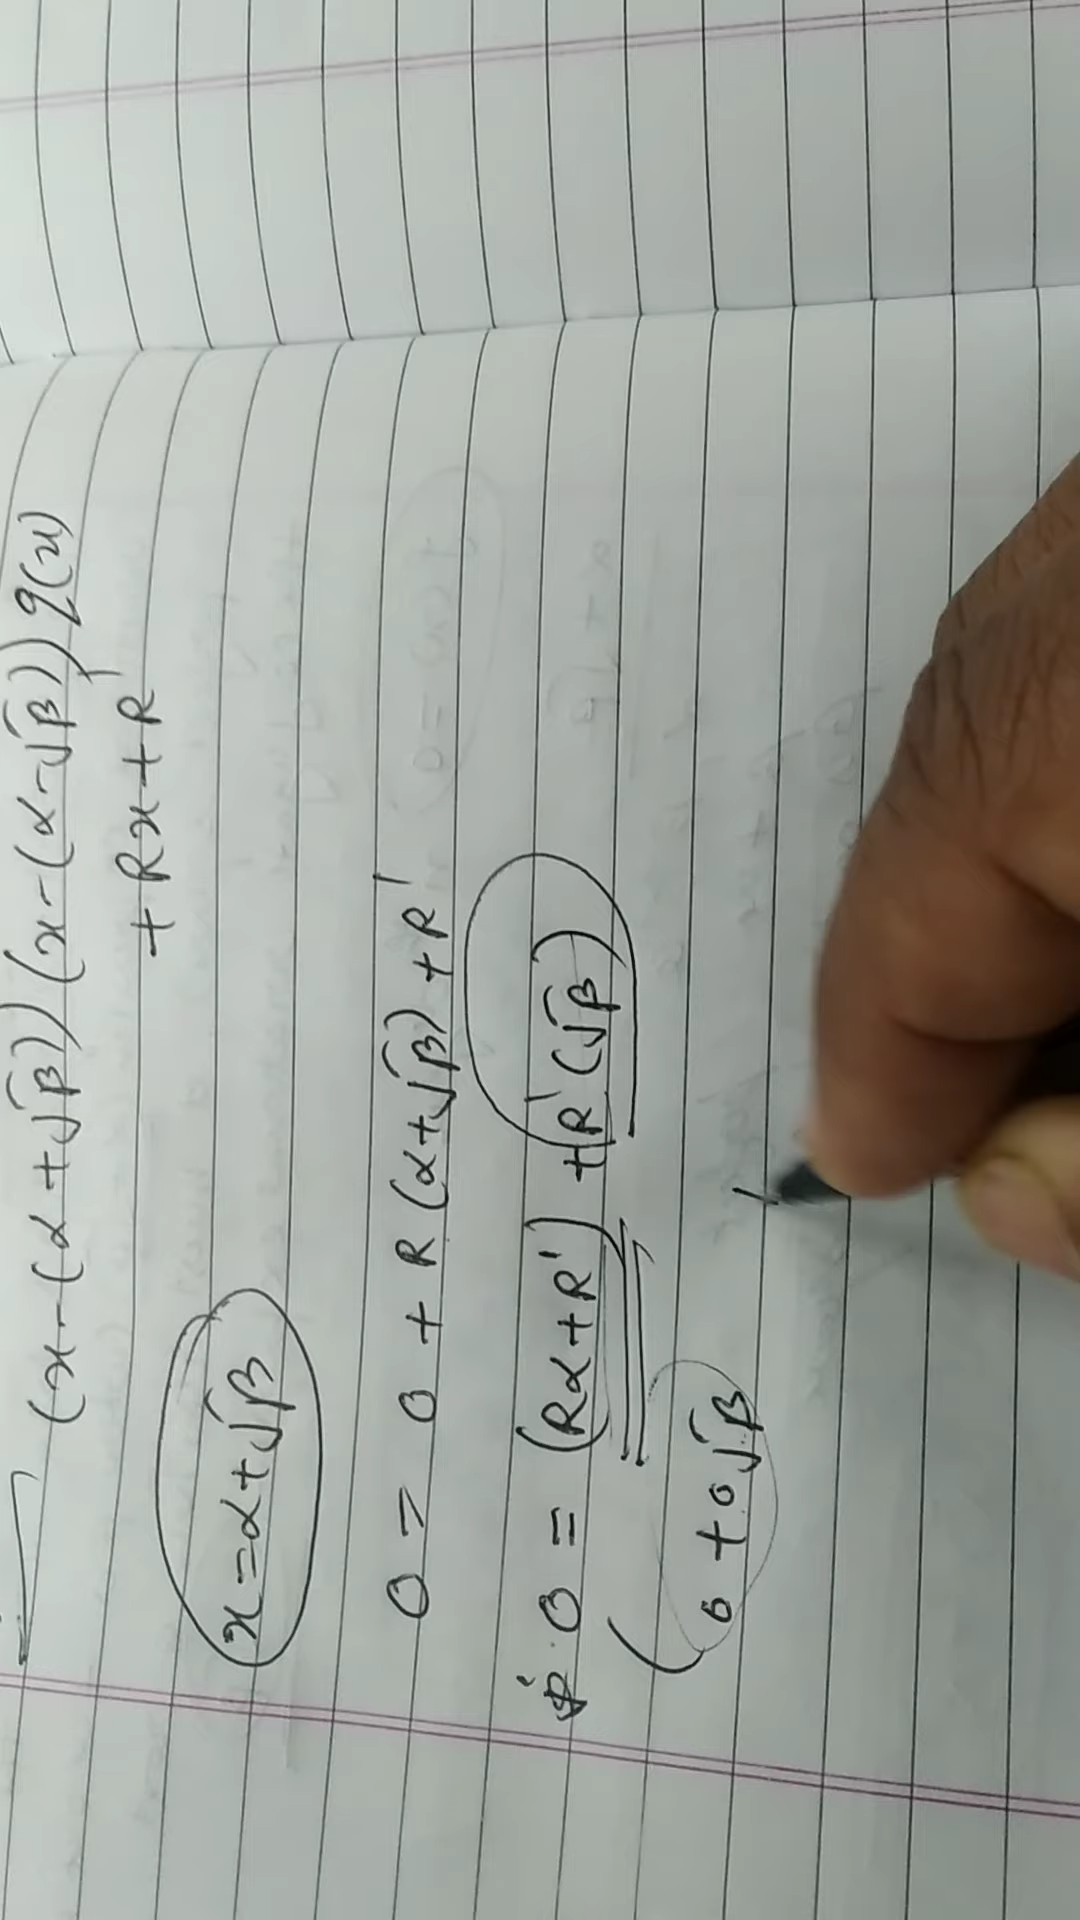 (x-(α+√β))(x-(α-√β))q(x)
+Rx+R'
x=α+√β
0 = 0 + R(α+√β)+R'
0 = (Rα+R')+R'(√β)
0+0√β